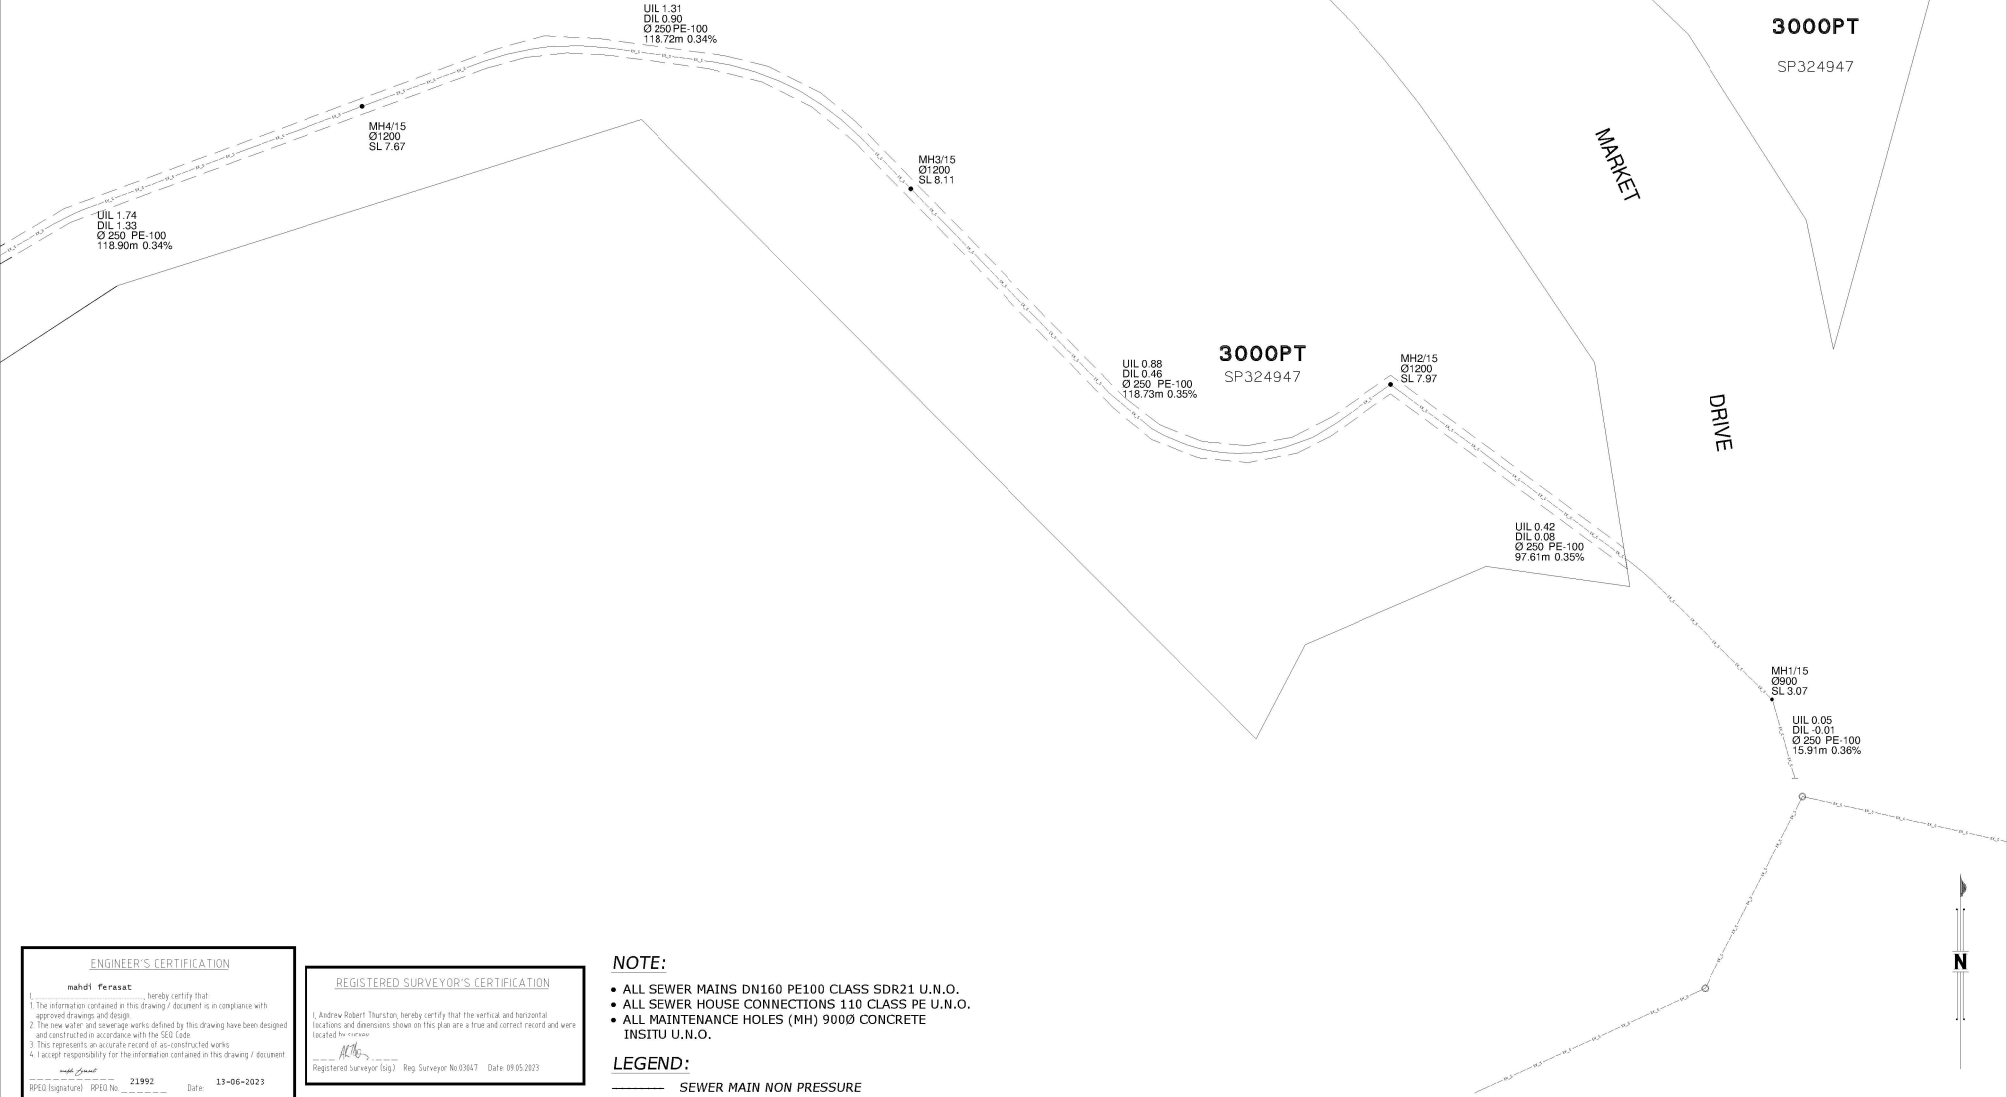 UIL 1.31
DIL 0.90
Ø 250 PE-100
118.72m 0.34%
3000PT
SP324947
MH4/15
Ø1200
SL 7.67
MH3/15
Ø1200
SL 8.11
MARKET
UIL 1.74
DIL 1.33
Ø 250 PE-100
118.90m 0.34%
UIL 0.88
DIL 0.46
Ø 250 PE-100
118.73m 0.35%
3000PT
SP324947
MH2/15
Ø1200
SL 7.97
DRIVE
UIL 0.42
DIL 0.08
Ø 250 PE-100
97.61m 0.35%
MH1/15
Ø900
SL 3.07
UIL 0.05
DIL -0.01
Ø 250 PE-100
15.91m 0.36%
N
ENGINEER'S CERTIFICATION
mahdi ferasat
I, hereby certify that:
1. The information contained in this drawing / document is in compliance with
approved drawings and design.
2. The new water and sewerage works defined by this drawing have been designed
and constructed in accordance with the SEQ Code.
3. This represents an accurate record of as-constructed works
4. I accept responsibility for the information contained in this drawing / document.
21992
13-06-2023
RPEQ (signature) RPEQ No. Date:
REGISTERED SURVEYOR'S CERTIFICATION
I, Andrew Robert Thurston, hereby certify that the vertical and horizontal
locations and dimensions shown on this plan are a true and correct record and were
located by survey.
Registered Surveyor (sig.) Reg. Surveyor No.03047 Date: 09.05.2023
NOTE:
• ALL SEWER MAINS DN160 PE100 CLASS SDR21 U.N.O.
• ALL SEWER HOUSE CONNECTIONS 110 CLASS PE U.N.O.
• ALL MAINTENANCE HOLES (MH) 900Ø CONCRETE
INSITU U.N.O.
LEGEND:
SEWER MAIN NON PRESSURE